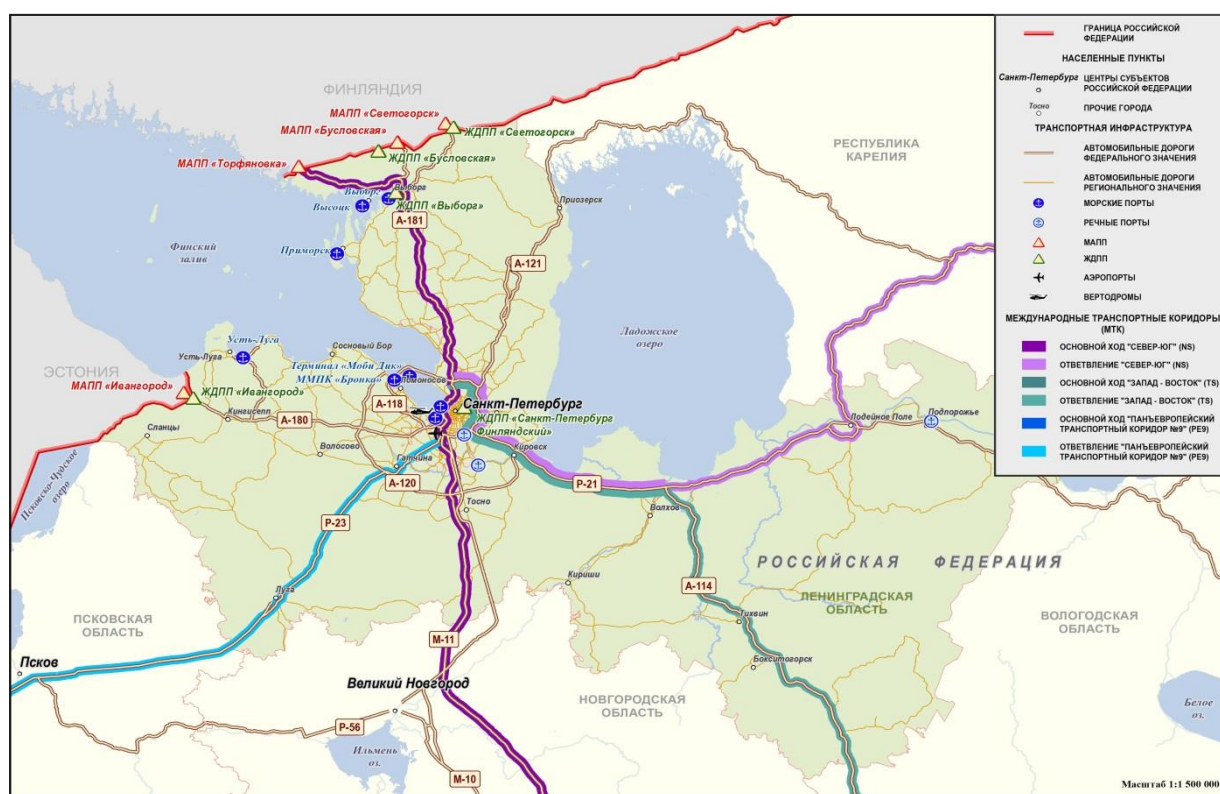 ФИНЛЯНДИЯ
МАПП «Светогорск»
МАПП «Бусловская»
ЖДПП «Светогорск»
МАПП «Торфяновка»
ЖДПП «Бусловская»
Выборг
Выборг
Высоцк
ЖДПП «Выборг»
А-181
Приозерск
РЕСПУБЛИКА
КАРЕЛИЯ
Финский
залив
Приморск
А-121
Ладожское
озеро
Усть-Луга
Усть-Луга
Сосновый Бор
ЭСТОНИЯ
Терминал «Моби Дик»
ММПК «Бронка»
Ломоносов
МАПП «Ивангород»
ЖДПП «Ивангород»
А-118
Санкт-Петербург
Кингисепп
А-180
ЖДПП «Санкт-Петербург
Финляндский»
Лодейное Поле
Подпорожье
Сланцы
Волосово
Гатчина
Кировск
А-120
Р-21
Псковско-Чудское
озеро
Тосно
Волхов
Р-23
РОССИЙСКАЯ ФЕДЕРАЦИЯ
Кириши
А-114
ЛЕНИНГРАДСКАЯ
ОБЛАСТЬ
Луга
Тихвин
ПСКОВСКАЯ
ОБЛАСТЬ
ВОЛОГОДСКАЯ
ОБЛАСТЬ
М-11
Бокситогорск
Псков
Великий Новгород
НОВГОРОДСКАЯ
ОБЛАСТЬ
Белое
оз.
Р-56
Ильмень
оз.
М-10
Масштаб 1:1 500 000
ГРАНИЦА РОССИЙСКОЙ
ФЕДЕРАЦИИ
НАСЕЛЕННЫЕ ПУНКТЫ
Санкт-Петербург ЦЕНТРЫ СУБЪЕКТОВ
РОССИЙСКОЙ ФЕДЕРАЦИИ
Тосно ПРОЧИЕ ГОРОДА
ТРАНСПОРТНАЯ ИНФРАСТРУКТУРА
АВТОМОБИЛЬНЫЕ ДОРОГИ
ФЕДЕРАЛЬНОГО ЗНАЧЕНИЯ
АВТОМОБИЛЬНЫЕ ДОРОГИ
РЕГИОНАЛЬНОГО ЗНАЧЕНИЯ
МОРСКИЕ ПОРТЫ
РЕЧНЫЕ ПОРТЫ
МАПП
ЖДПП
АЭРОПОРТЫ
ВЕРТОДРОМЫ
МЕЖДУНАРОДНЫЕ ТРАНСПОРТНЫЕ КОРИДОРЫ
(МТК)
ОСНОВНОЙ ХОД "СЕВЕР-ЮГ" (NS)
ОТВЕТВЛЕНИЕ "СЕВЕР-ЮГ" (NS)
ОСНОВНОЙ ХОД "ЗАПАД - ВОСТОК" (TS)
ОТВЕТВЛЕНИЕ "ЗАПАД - ВОСТОК" (TS)
ОСНОВНОЙ ХОД "ПАНЪЕВРОПЕЙСКИЙ
ТРАНСПОРТНЫЙ КОРИДОР №9" (PE9)
ОТВЕТВЛЕНИЕ "ПАНЪЕВРОПЕЙСКИЙ
ТРАНСПОРТНЫЙ КОРИДОР №9" (PE9)